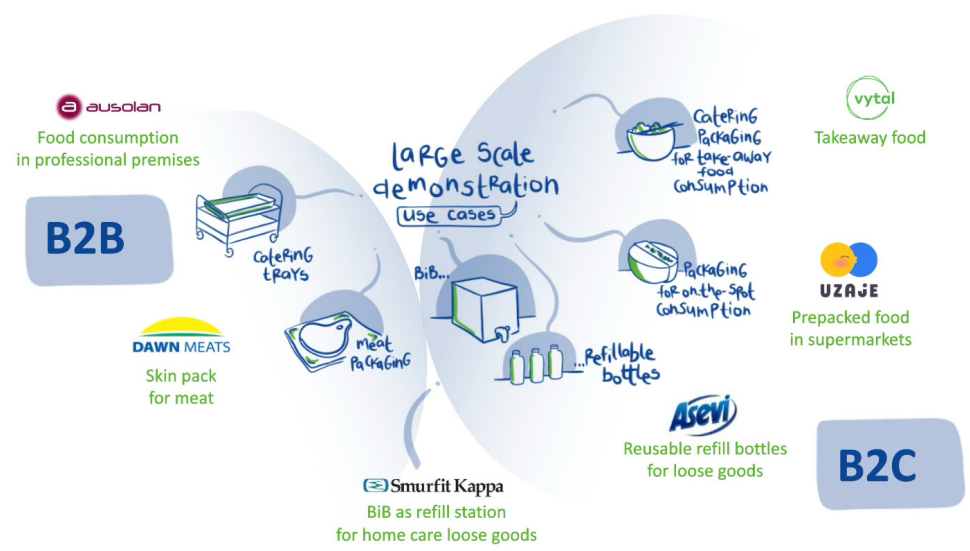 ausolan
Food consumption
in professional premises
B2B
CateRiNG
tRAYS
DAWN MEATS
Skin pack
for meat
meat
PacKaGiNG
laRGe Scale
demonstRation
use cases
BiB...
...Refillable
bottles
Smurfit Kappa
BiB as refill station
for home care loose goods
CateRiNG
PacKaGiNG
foR take-away
food
ConSumPtion
vytal
Takeaway food
PacKaGiNG
foR on-the-Spot
ConSumPtion
UZAJE
Prepacked food
in supermarkets
Asevi
Reusable refill bottles
for loose goods
B2C